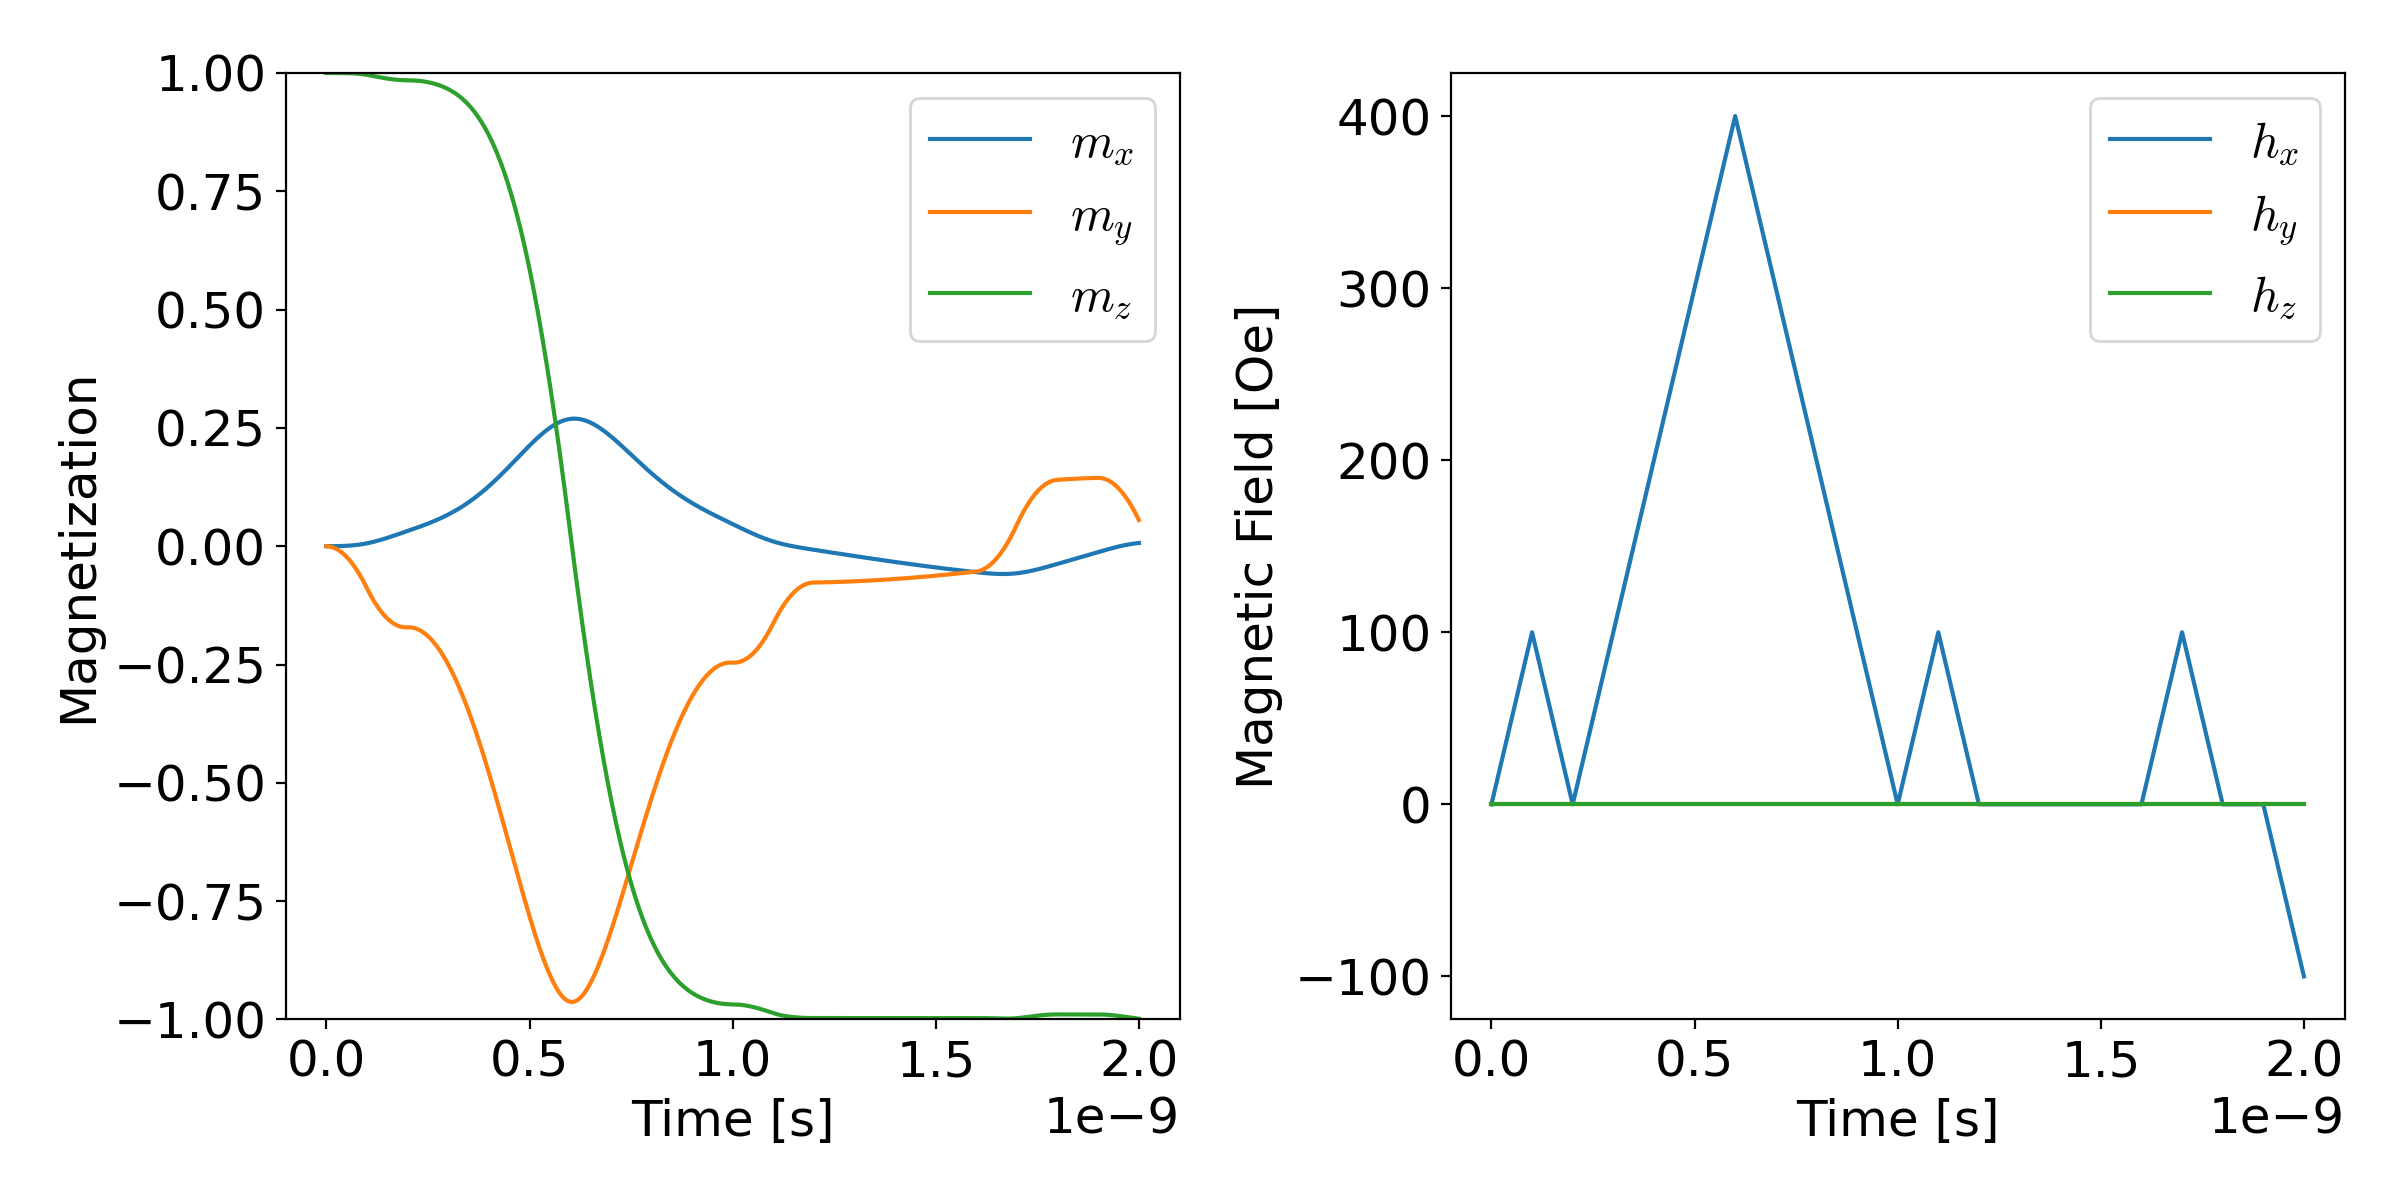 Magnetization
1.00
0.75
0.50
0.25
0.00
−0.25
−0.50
−0.75
−1.00
0.0 0.5 1.0 1.5 2.0
Time [s]
1e−9
m_x
m_y
m_z
Magnetic Field [Oe]
400
300
200
100
0
−100
0.0 0.5 1.0 1.5 2.0
Time [s]
1e−9
h_x
h_y
h_z